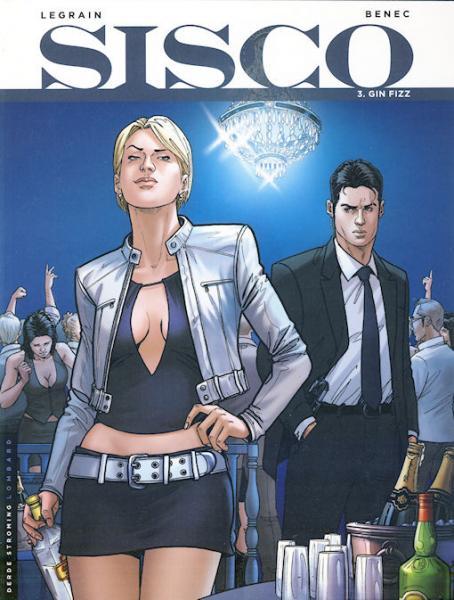 LEGRAIN BENEC
SISCO
3. GIN FIZZ
DERDE STROMING LOMBARD